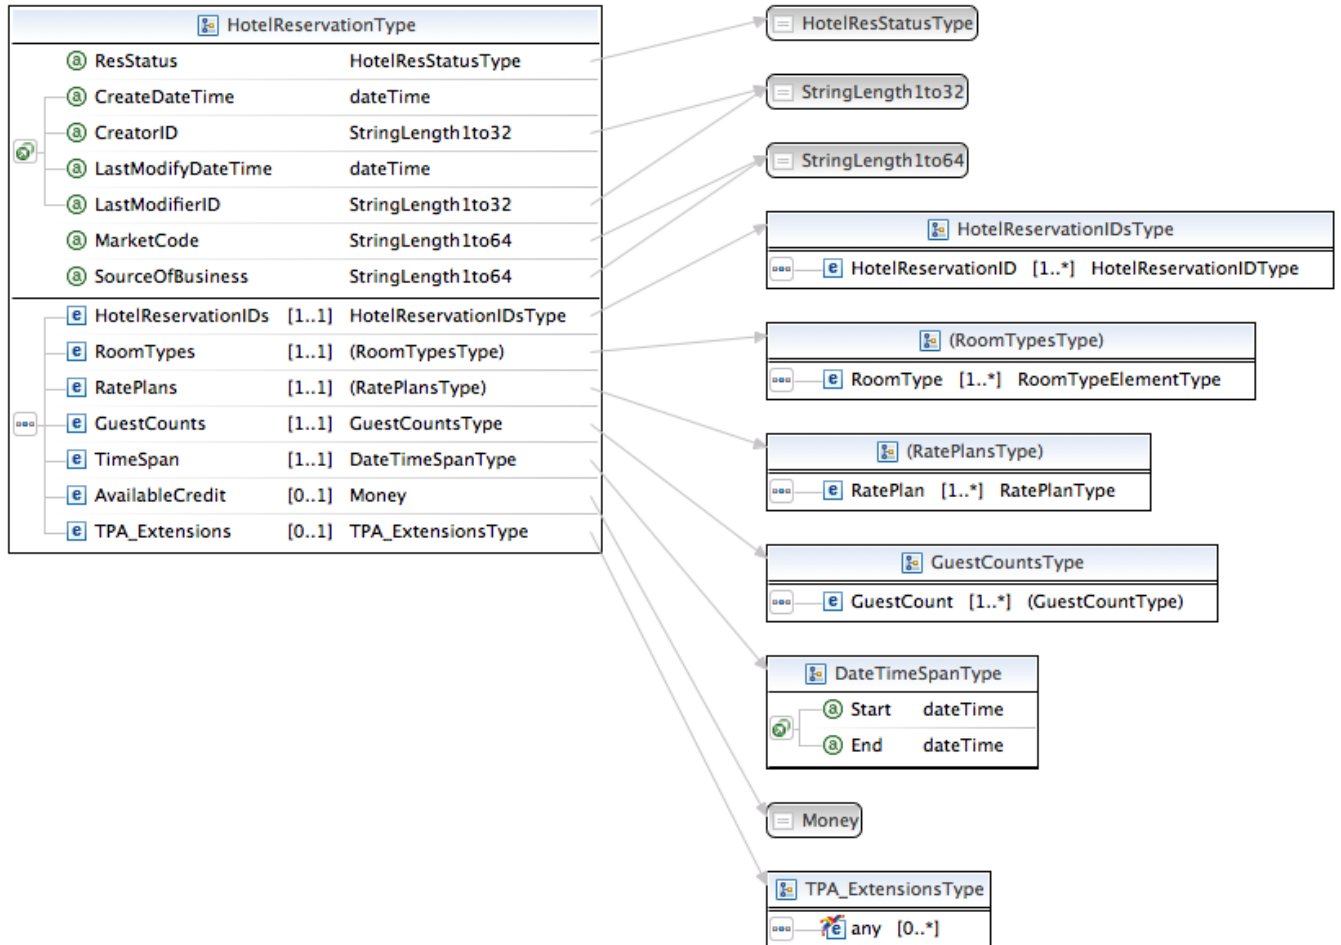 HotelReservationType
ResStatus HotelResStatusType
CreateDateTime dateTime
CreatorID StringLength1to32
LastModifyDateTime dateTime
LastModifierID StringLength1to32
MarketCode StringLength1to64
SourceOfBusiness StringLength1to64
HotelReservationIDs [1..1] HotelReservationIDsType
RoomTypes [1..1] (RoomTypesType)
RatePlans [1..1] (RatePlansType)
GuestCounts [1..1] GuestCountsType
TimeSpan [1..1] DateTimeSpanType
AvailableCredit [0..1] Money
TPA_Extensions [0..1] TPA_ExtensionsType
HotelResStatusType
StringLength1to32
StringLength1to64
HotelReservationIDsType
HotelReservationID [1..*] HotelReservationIDType
(RoomTypesType)
RoomType [1..*] RoomTypeElementType
(RatePlansType)
RatePlan [1..*] RatePlanType
GuestCountsType
GuestCount [1..*] (GuestCountType)
DateTimeSpanType
Start dateTime
End dateTime
Money
TPA_ExtensionsType
any [0..*]